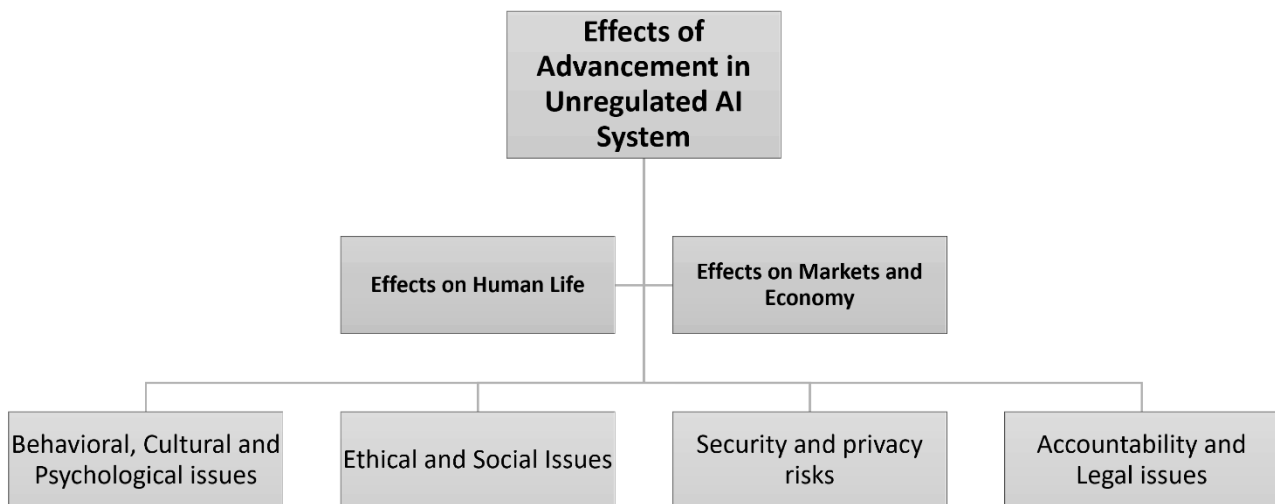 Effects of
Advancement in
Unregulated AI
System
Effects on Human Life
Effects on Markets and
Economy
Behavioral, Cultural and
Psychological issues
Ethical and Social Issues
Security and privacy
risks
Accountability and
Legal issues